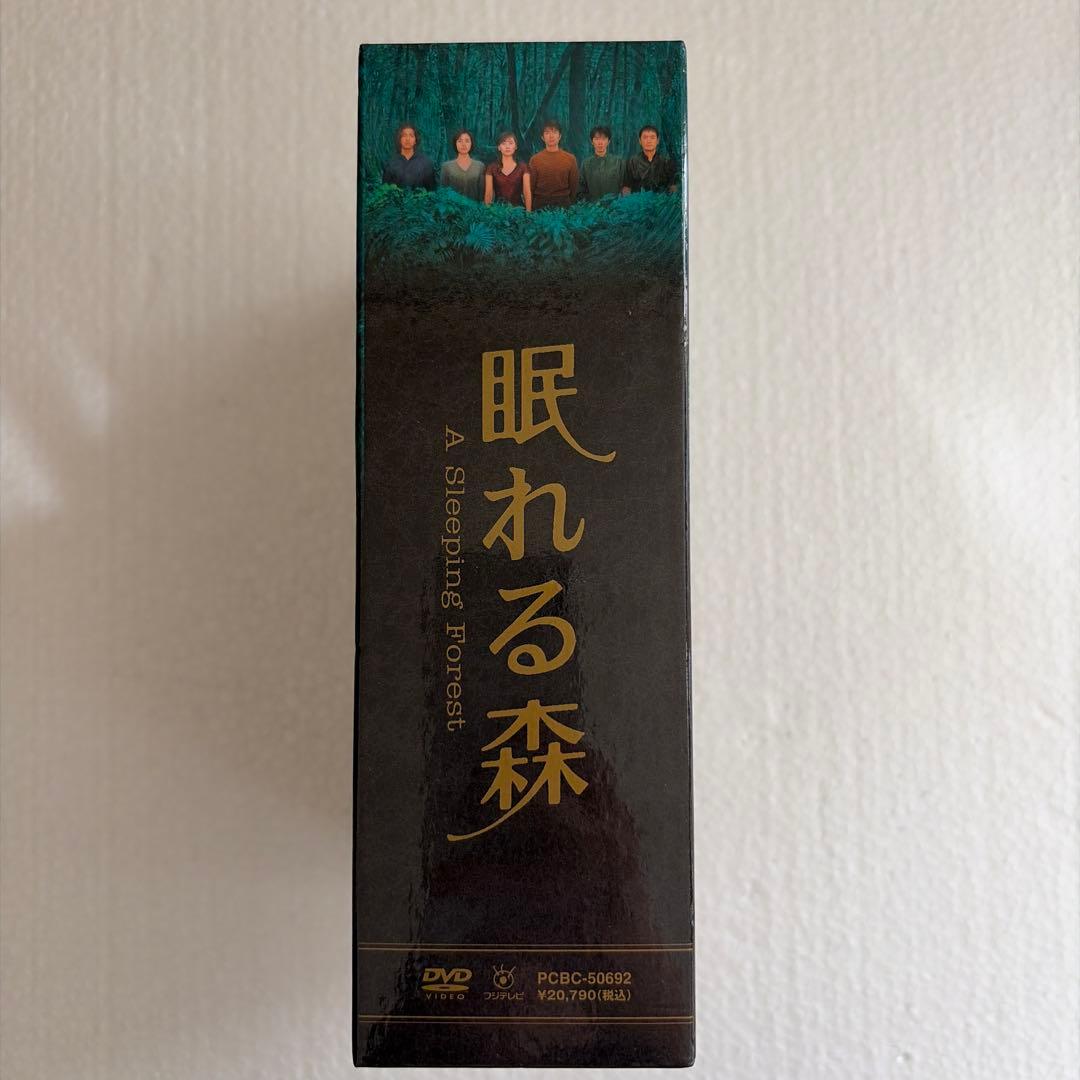 眠れる森
A Sleeping Forest
DVD
VIDEO
フジテレビ
PCBC-50692
¥20,790(税込)